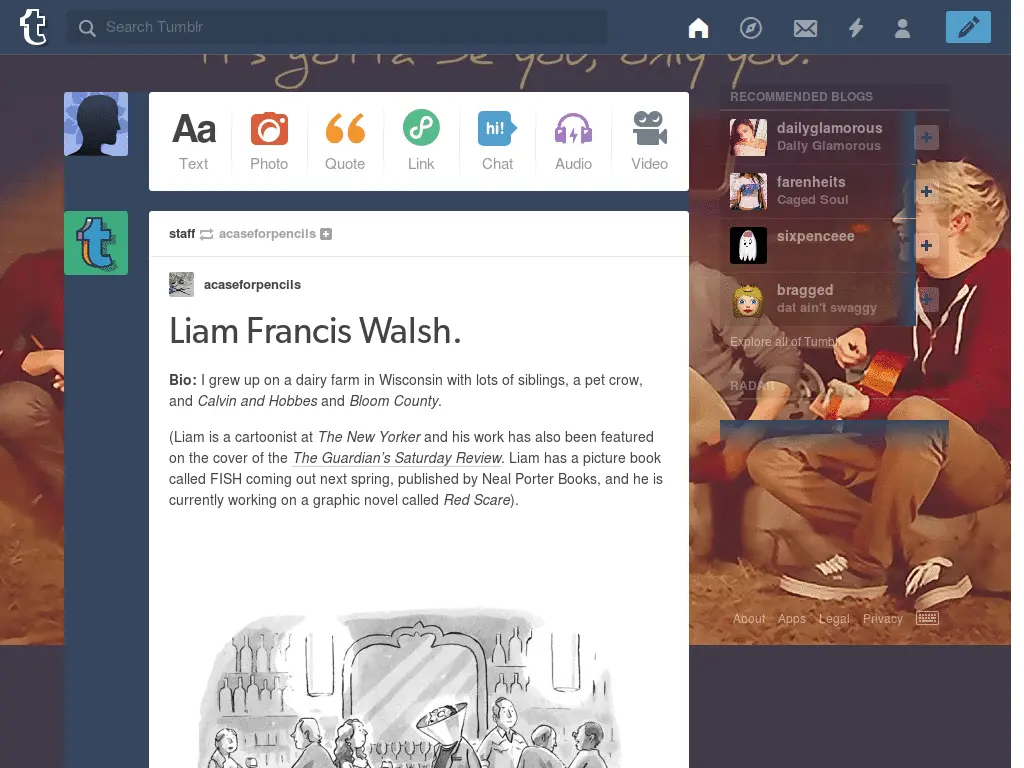 t Search Tumblr
it's gotta be you, only you.
Aa
hi!
Text Photo Quote Link Chat Audio Video
RECOMMENDED BLOGS
dailyglamorous
Daily Glamorous
farenheits
Caged Soul
sixpenceee
bragged
dat ain't swaggy
Explore all of Tumblr
RADAR
t
staff acaseforpencils
acaseforpencils
Liam Francis Walsh.
Bio: I grew up on a dairy farm in Wisconsin with lots of siblings, a pet crow,
and Calvin and Hobbes and Bloom County.
(Liam is a cartoonist at The New Yorker and his work has also been featured
on the cover of the The Guardian's Saturday Review. Liam has a picture book
called FISH coming out next spring, published by Neal Porter Books, and he is
currently working on a graphic novel called Red Scare).
About Apps Legal Privacy